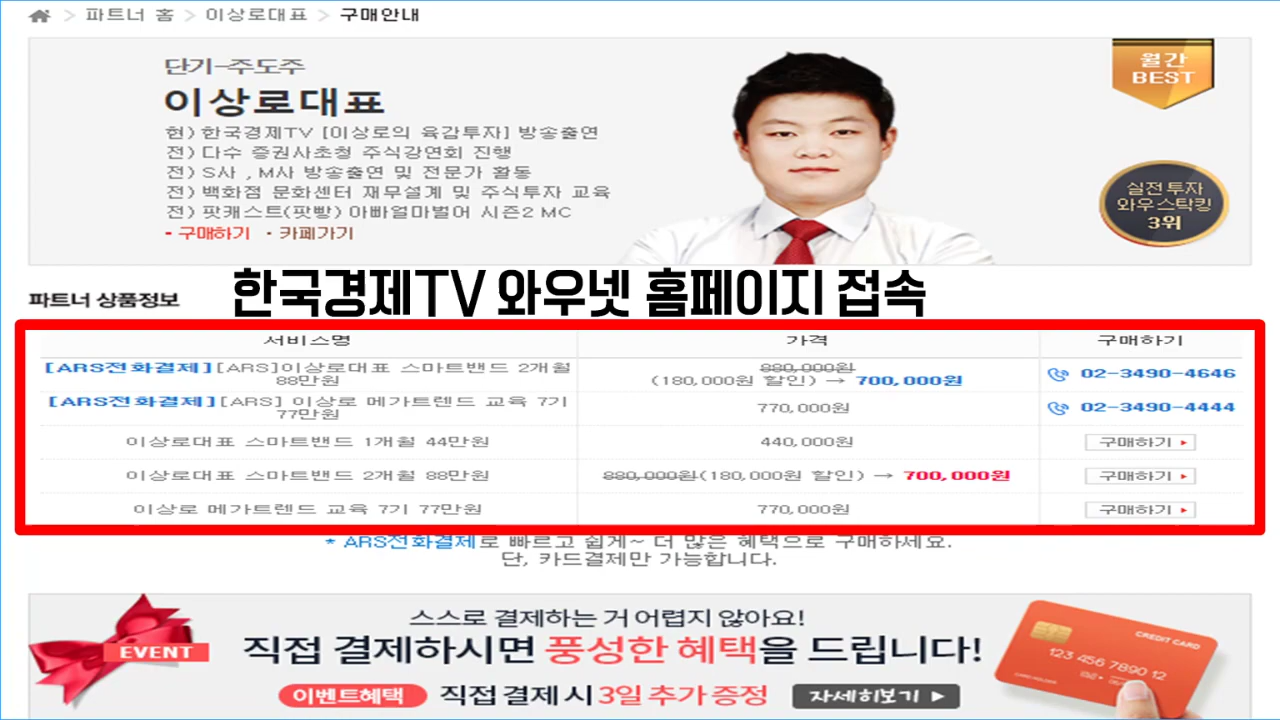 파트너 홈 > 이상로대표 > 구매안내
단기-주도주
이상로대표
현) 한국경제TV [이상로의 육감투자] 방송출연
전) 다수 증권사초청 주식강연회 진행
전) S사 , M사 방송출연 및 전문가 활동
전) 백화점 문화센터 재무설계 및 주식투자 교육
전) 팟캐스트(팟빵) 아빠얼마벌어 시즌2 MC
- 구매하기 · 카페가기
월간
BEST
실전투자
와우스탁킹
3위
파트너 상품정보
한국경제TV 와우넷 홈페이지 접속
서비스명 가격 구매하기
[ARS전화결제][ARS]이상로대표 스마트밴드 2개월
88만원
880,000원
(180,000원 할인) → 700,000원
02-3490-4646
[ARS전화결제][ARS] 이상로 메가트렌드 교육 7기
77만원
770,000원
02-3490-4444
이상로대표 스마트밴드 1개월 44만원 440,000원 구매하기
이상로대표 스마트밴드 2개월 88만원 880,000원(180,000원 할인) → 700,000원 구매하기
이상로 메가트렌드 교육 7기 77만원 770,000원 구매하기
* ARS전화결제로 빠르고 쉽게~ 더 많은 혜택으로 구매하세요.
단, 카드결제만 가능합니다.
EVENT
스스로 결제하는 거 어렵지 않아요!
직접 결제하시면 풍성한 혜택을 드립니다!
이벤트혜택 직접 결제 시 3일 추가 증정 자세히보기 ▶
CREDIT CARD
123 456 7890 12